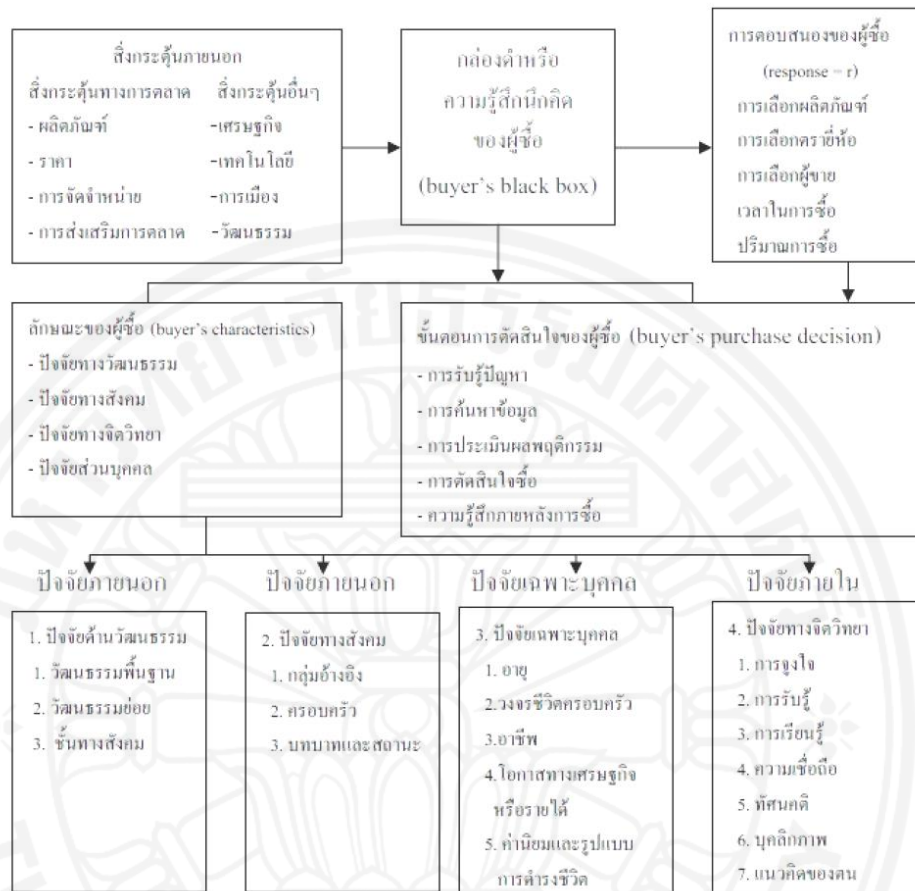 สิ่งกระตุ้นภายนอก
สิ่งกระตุ้นทางการตลาด สิ่งกระตุ้นอื่นๆ
- ผลิตภัณฑ์ -เศรษฐกิจ
- ราคา -เทคโนโลยี
- การจัดจำหน่าย -การเมือง
- การส่งเสริมการตลาด -วัฒนธรรม
กล่องดำหรือ
ความรู้สึกนึกคิด
ของผู้ซื้อ
(buyer's black box)
การตอบสนองของผู้ซื้อ
(response = r)
การเลือกผลิตภัณฑ์
การเลือกตรายี่ห้อ
การเลือกผู้ขาย
เวลาในการซื้อ
ปริมาณการซื้อ
ลักษณะของผู้ซื้อ (buyer's characteristics)
- ปัจจัยทางวัฒนธรรม
- ปัจจัยทางสังคม
- ปัจจัยทางจิตวิทยา
- ปัจจัยส่วนบุคคล
ขั้นตอนการตัดสินใจของผู้ซื้อ (buyer's purchase decision)
- การรับรู้ปัญหา
- การค้นหาข้อมูล
- การประเมินผลพฤติกรรม
- การตัดสินใจซื้อ
- ความรู้สึกภายหลังการซื้อ
ปัจจัยภายนอก
1. ปัจจัยด้านวัฒนธรรม
1. วัฒนธรรมพื้นฐาน
2. วัฒนธรรมย่อย
3. ชั้นทางสังคม
ปัจจัยภายนอก
2. ปัจจัยทางสังคม
1. กลุ่มอ้างอิง
2. ครอบครัว
3. บทบาทและสถานะ
ปัจจัยเฉพาะบุคคล
3. ปัจจัยเฉพาะบุคคล
1. อายุ
2.วงจรชีวิตครอบครัว
3.อาชีพ
4.โอกาสทางเศรษฐกิจ
หรือรายได้
5. ค่านิยมและรูปแบบ
การดำรงชีวิต
ปัจจัยภายใน
4. ปัจจัยทางจิตวิทยา
1. การจูงใจ
2. การรับรู้
3. การเรียนรู้
4. ความเชื่อถือ
5. ทัศนคติ
6. บุคลิกภาพ
7. แนวคิดของตน